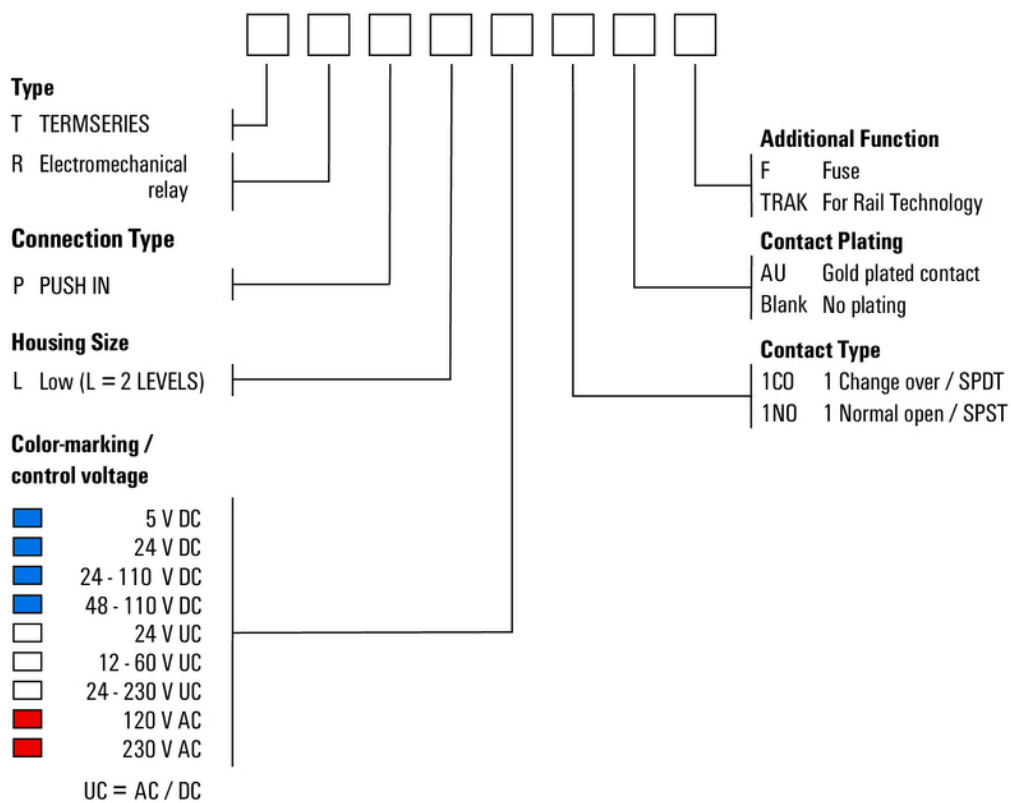 Type
T TERMSERIES
R Electromechanical
relay
Connection Type
P PUSH IN
Housing Size
L Low (L = 2 LEVELS)
Color-marking /
control voltage
5 V DC
24 V DC
24 - 110 V DC
48 - 110 V DC
24 V UC
12 - 60 V UC
24 - 230 V UC
120 V AC
230 V AC
UC = AC / DC
Additional Function
F Fuse
TRAK For Rail Technology
Contact Plating
AU Gold plated contact
Blank No plating
Contact Type
1CO 1 Change over / SPDT
1NO 1 Normal open / SPST